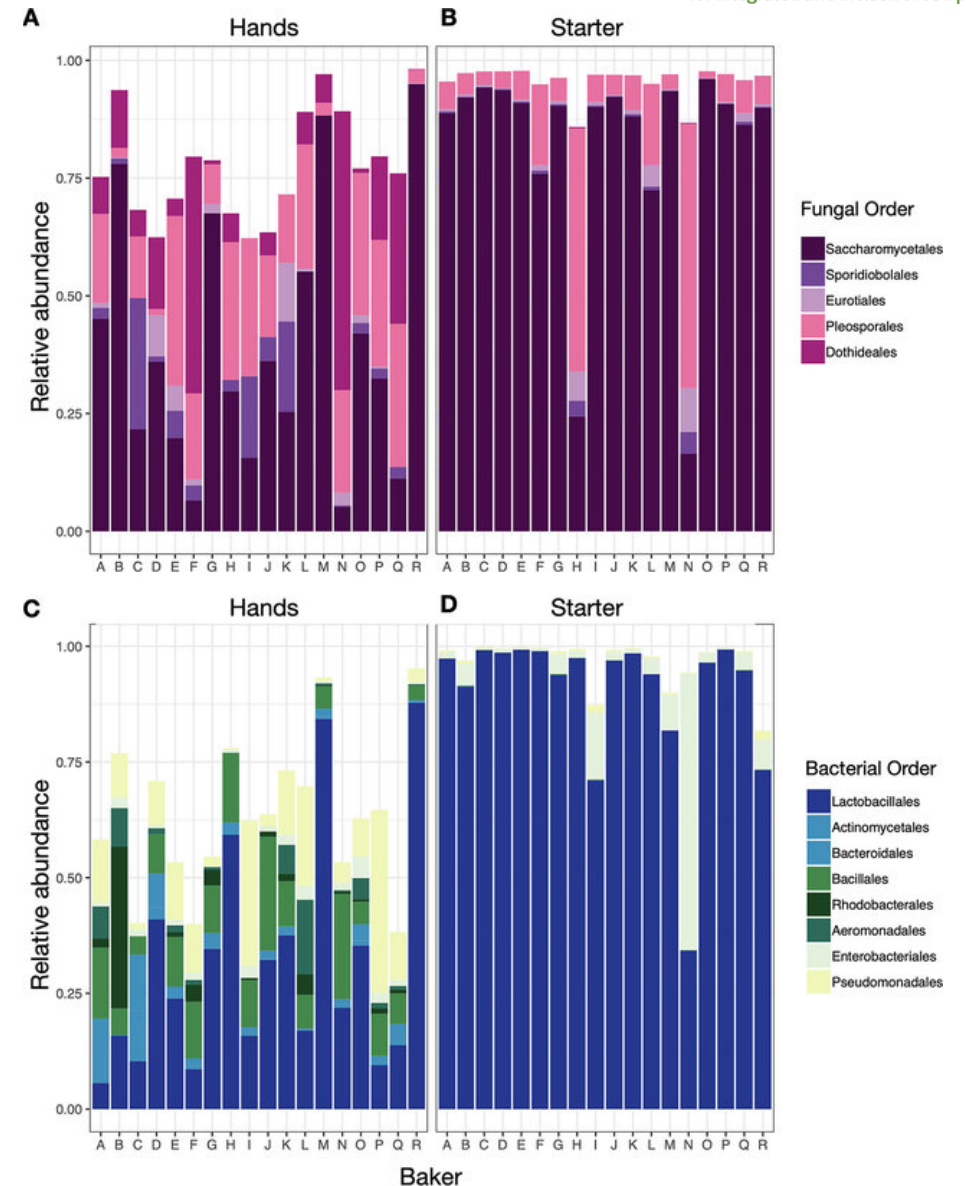 A Hands B Starter
1.00
0.75
0.50
0.25
0.00
Relative abundance
A B C D E F G H I J K L M N O P Q R A B C D E F G H I J K L M N O P Q R
Fungal Order
Saccharomycetales
Sporidiobolales
Eurotiales
Pleosporales
Dothideales
C Hands D Starter
1.00
0.75
0.50
0.25
0.00
Relative abundance
A B C D E F G H I J K L M N O P Q R A B C D E F G H I J K L M N O P Q R
Baker
Bacterial Order
Lactobacillales
Actinomycetales
Bacteroidales
Bacillales
Rhodobacterales
Aeromonadales
Enterobacteriales
Pseudomonadales